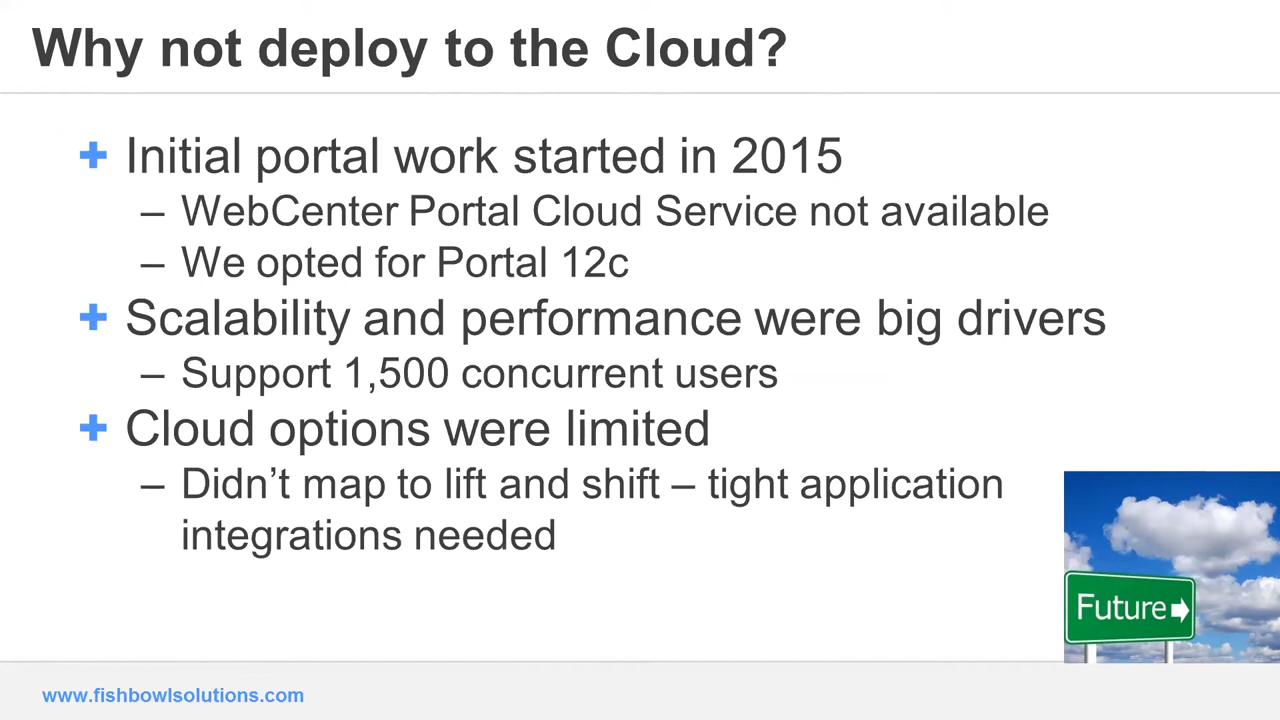 Why not deploy to the Cloud?
Initial portal work started in 2015
– WebCenter Portal Cloud Service not available
– We opted for Portal 12c
Scalability and performance were big drivers
– Support 1,500 concurrent users
Cloud options were limited
– Didn’t map to lift and shift – tight application
integrations needed
Future
www.fishbowlsolutions.com